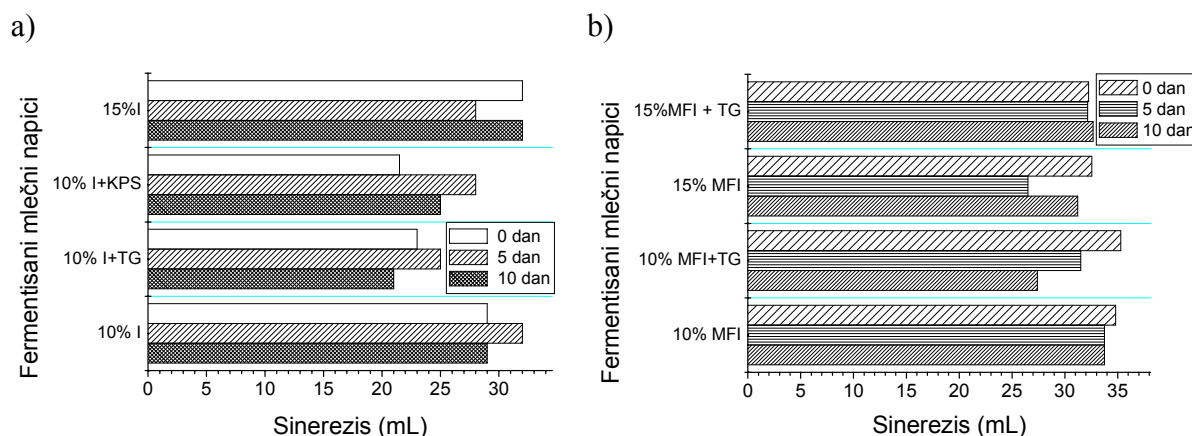 a)
Fermentisani mlečni napici
15%I
10% I+KPS
10% I+TG
10% I
0 dan
5 dan
10 dan
0 5 10 15 20 25 30
Sinerezis (mL)
b)
Fermentisani mlečni napici
15%MFI + TG
15% MFI
10% MFI+TG
10% MFI
0 dan
5 dan
10 dan
0 5 10 15 20 25 30 35
Sinerezis (mL)